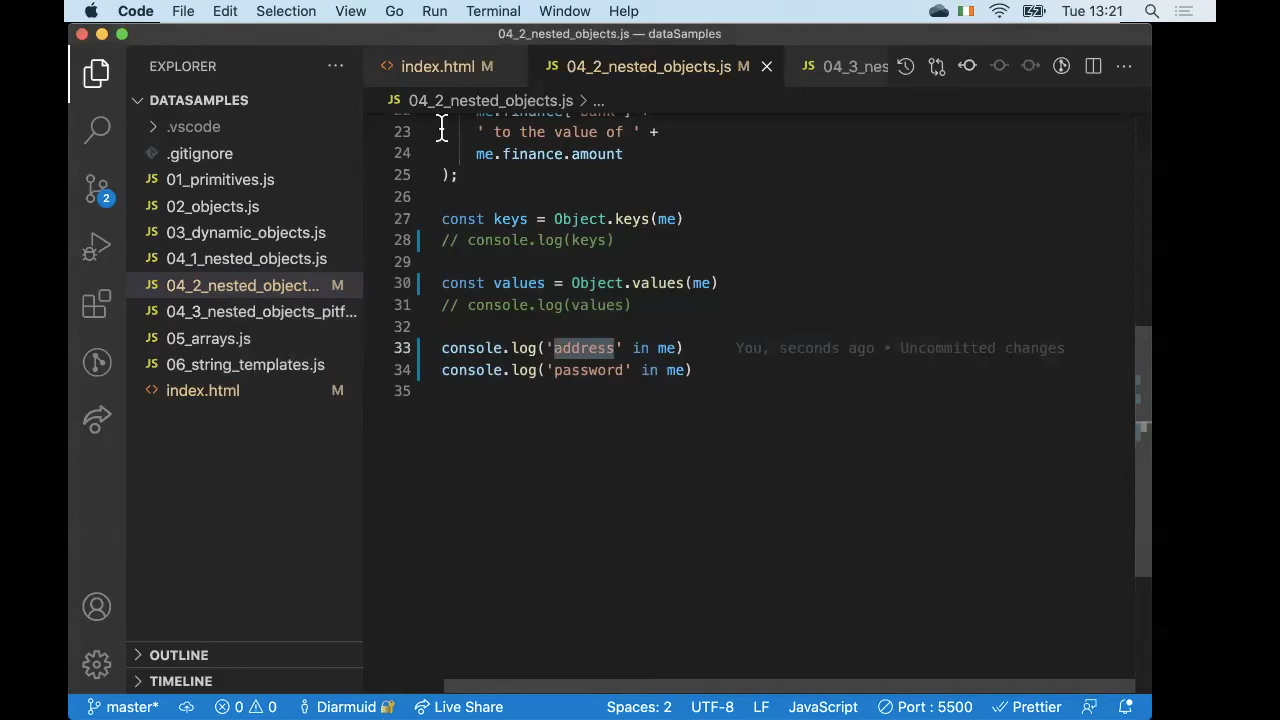 Code File Edit Selection View Go Run Terminal Window Help Tue 13:21
04_2_nested_objects.js — dataSamples
EXPLORER
index.html M
04_2_nested_objects.js M
04_3_nes
DATASAMPLES
04_2_nested_objects.js > ...
.vscode
.gitignore
01_primitives.js
02_objects.js
03_dynamic_objects.js
04_1_nested_objects.js
04_2_nested_object... M
04_3_nested_objects_pitf...
05_arrays.js
06_string_templates.js
index.html M
2
OUTLINE
TIMELINE
23 ' to the value of ' +
24 me.finance.amount
25 );
26
27 const keys = Object.keys(me)
28 // console.log(keys)
29
30 const values = Object.values(me)
31 // console.log(values)
32
33 console.log('address' in me) You, seconds ago • Uncommitted changes
34 console.log('password' in me)
35
master* 0 0 Diarmuid Live Share Spaces: 2 UTF-8 LF JavaScript Port : 5500 Prettier